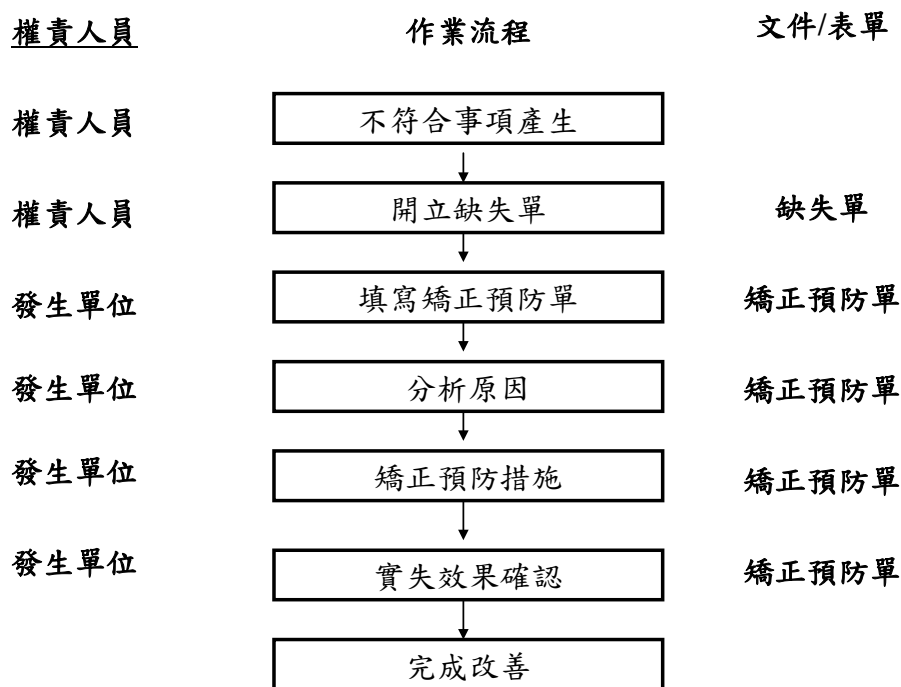 權責人員 作業流程 文件/表單
權責人員 不符合事項產生
權責人員 開立缺失單 缺失單
發生單位 填寫矯正預防單 矯正預防單
發生單位 分析原因 矯正預防單
發生單位 矯正預防措施 矯正預防單
發生單位 實失效果確認 矯正預防單
完成改善